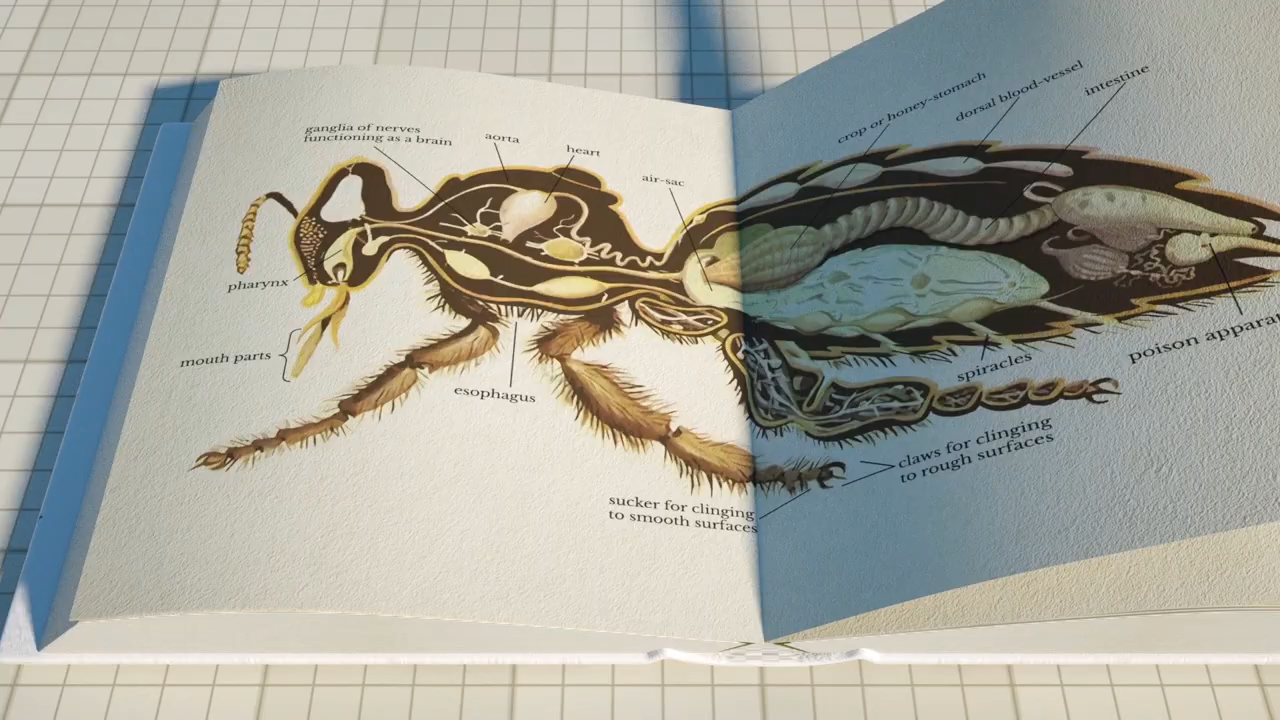 ganglia of nerves
functioning as a brain
aorta
heart
air-sac
pharynx
mouth parts
esophagus
sucker for clinging
to smooth surfaces
crop or honey-stomach
dorsal blood-vessel
intestine
poison
spiracles
claws for clinging
to rough surfaces